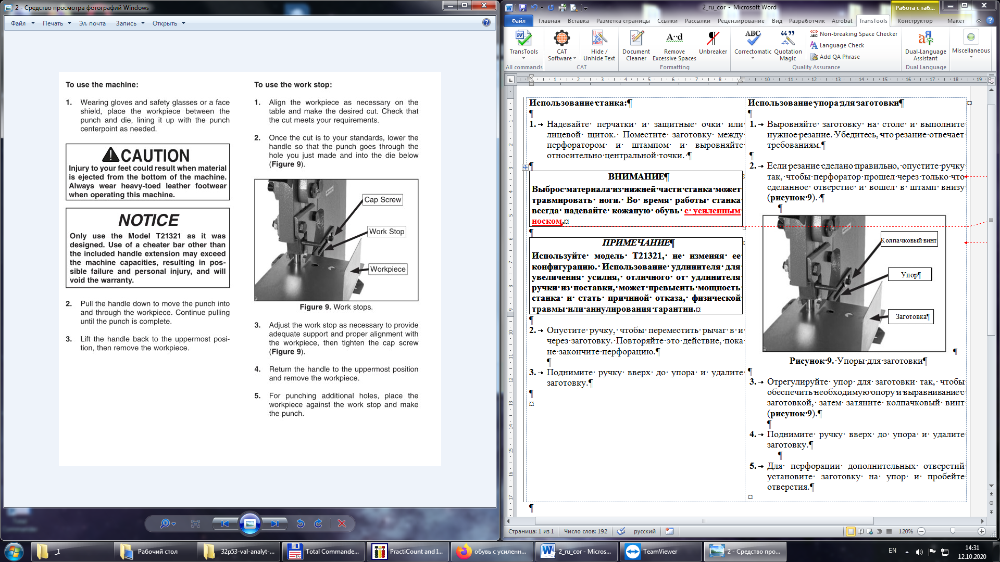 2 - Средство просмотра фотографий Windows
Файл Печать Эл. почта Запись Открыть
To use the machine:
1. Wearing gloves and safety glasses or a face
shield, place the workpiece between the
punch and die, lining it up with the punch
centerpoint as needed.
CAUTION
Injury to your feet could result when material
is ejected from the bottom of the machine.
Always wear heavy-toed leather footwear
when operating this machine.
NOTICE
Only use the Model T21321 as it was
designed. Use of a cheater bar other than
the included handle extension may exceed
the machine capacities, resulting in pos-
sible failure and personal injury, and will
void the warranty.
2. Pull the handle down to move the punch into
and through the workpiece. Continue pulling
until the punch is complete.
3. Lift the handle back to the uppermost posi-
tion, then remove the workpiece.
To use the work stop:
1. Align the workpiece as necessary on the
table and make the desired cut. Check that
the cut meets your requirements.
2. Once the cut is to your standards, lower the
handle so that the punch goes through the
hole you just made and into the die below
(Figure 9).
Cap Screw
Work Stop
Workpiece
Figure 9. Work stops.
3. Adjust the work stop as necessary to provide
adequate support and proper alignment with
the workpiece, then tighten the cap screw
(Figure 9).
4. Return the handle to the uppermost position
and remove the workpiece.
5. For punching additional holes, place the
workpiece against the work stop and make
the punch.
2_ru_cor - Microsoft Word
Работа с таб...
Файл Главная Вставка Разметка страницы Ссылки Рассылки Рецензирование Вид Разработчик Acrobat TransTools Конструктор Макет
TransTools
CAT
Software
Hide /
Unhide Text
Document
Cleaner
A··d
Remove
Excessive Spaces
Unbreaker
ABC
Correctomatic
Quotation
Magic
Non-breaking Space Checker
Language Check
Add QA Phrase
Dual-Language
Assistant
Miscellaneous
All commands CAT Formatting Quality Assurance Dual Language
1 2 3 4 5 6 7 8 10 11 12 13 14 15 16 17 18 19
Использование станка:¶
¶
1. Надевайте перчатки и защитные очки или
лицевой щиток. Поместите заготовку между
перфоратором и штампом и выровняйте
относительно центральной точки. ¶
¶
ВНИМАНИЕ¶
Выброс материала из нижней части станка может
травмировать ноги. Во время работы станка
всегда надевайте кожаную обувь с усиленным
носком.¤
¶
ПРИМЕЧАНИЕ¶
Используйте модель T21321, не изменяя ее
конфигурацию. Использование удлинителя для
увеличения усилия, отличного от удлинителя
ручки из поставки, может превысить мощность
станка и стать причиной отказа, физической
травмы или аннулирования гарантии.¤
¶
2. Опустите ручку, чтобы переместить рычаг в и
через заготовку. Повторяйте это действие, пока
не закончите перфорацию.¶
¶
3. Поднимите ручку вверх до упора и удалите
заготовку.¶
¶
¤
Использование упора для заготовки¶
¶
1. Выровняйте заготовку на столе и выполните
нужное резание. Убедитесь, что резание отвечает
требованиям.¶
¶
2. Если резание сделано правильно, опустите ручку
так, чтобы перфоратор прошел через только что
сделанное отверстие и вошел в штамп внизу
(рисунок 9). ¶
¶
Колпачковый винт
Упор¶
Заготовка¶
¶
Рисунок 9. Упоры для заготовки¶
¶
3. Отрегулируйте упор для заготовки так, чтобы
обеспечить необходимую опору и выравнивание с
заготовкой, затем затяните колпачковый винт
(рисунок 9).¶
¶
4. Поднимите ручку вверх до упора и удалите
заготовку.¶
¶
5. Для перфорации дополнительных отверстий
установите заготовку на упор и пробейте
отверстия.¶
¤
¶
Страница: 1 из 1 Число слов: 192 русский 120%
_1
Рабочий стол
32p53-val-analyt-...
Total Commande...
PractiCount and I...
обувь с усиленн...
2_ru_cor - Micros...
TeamViewer
2 - Средство про...
EN
14:31
12.10.2020